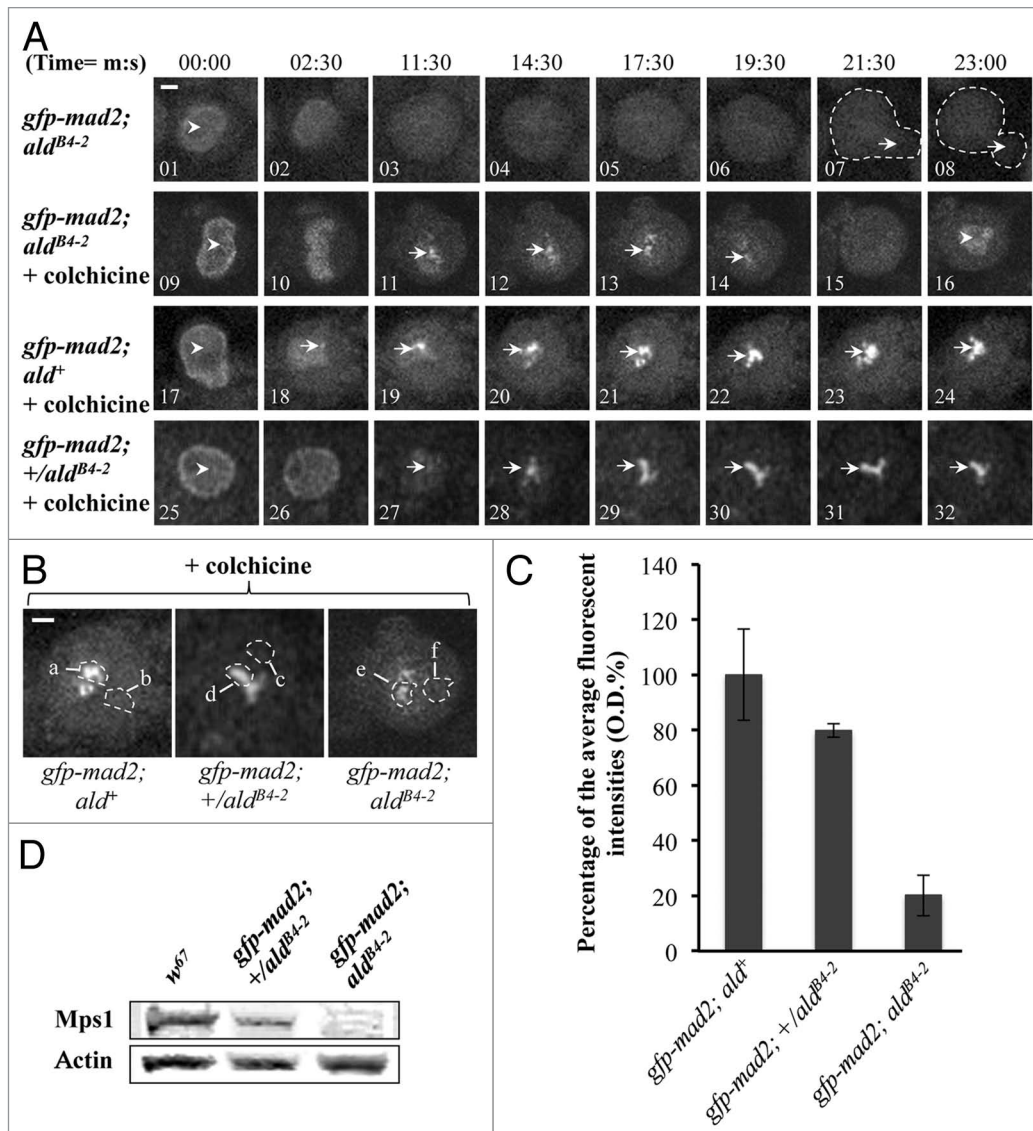 A
(Time= m:s) 00:00 02:30 11:30 14:30 17:30 19:30 21:30 23:00
gfp-mad2;
ald^B4-2
01 02 03 04 05 06 07 08
gfp-mad2;
ald^B4-2
+ colchicine
09 10 11 12 13 14 15 16
gfp-mad2;
ald^+
+ colchicine
17 18 19 20 21 22 23 24
gfp-mad2;
+/ald^B4-2
+ colchicine
25 26 27 28 29 30 31 32
B
+ colchicine
a b d c e f
gfp-mad2;
ald^+
gfp-mad2;
+/ald^B4-2
gfp-mad2;
ald^B4-2
C
Percentage of the average fluorescent
intensities (O.D.%)
140
120
100
80
60
40
20
0
gfp-mad2; ald^+
gfp-mad2; +/ald^B4-2
gfp-mad2; ald^B4-2
D
w^67
gfp-mad2;
+/ald^B4-2
gfp-mad2;
ald^B4-2
Mps1
Actin